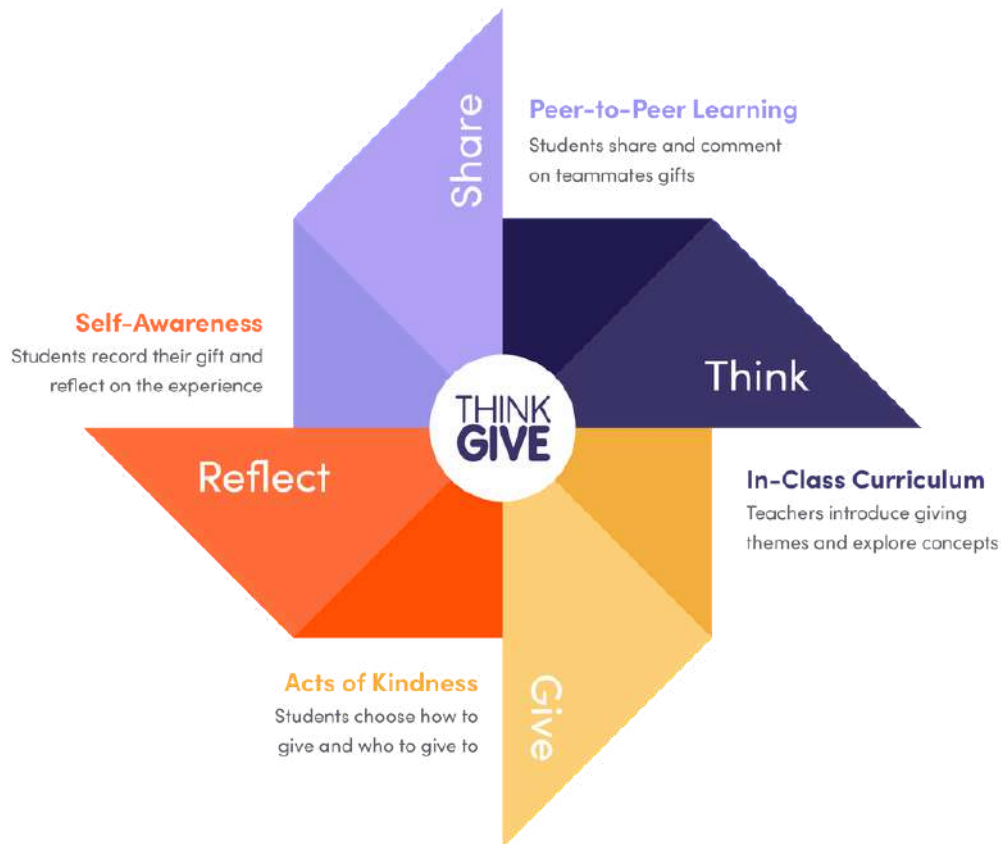 Share
Peer-to-Peer Learning
Students share and comment
on teammates gifts
Think
In-Class Curriculum
Teachers introduce giving
themes and explore concepts
Give
Acts of Kindness
Students choose how to
give and who to give to
Reflect
Self-Awareness
Students record their gift and
reflect on the experience
THINK
GIVE